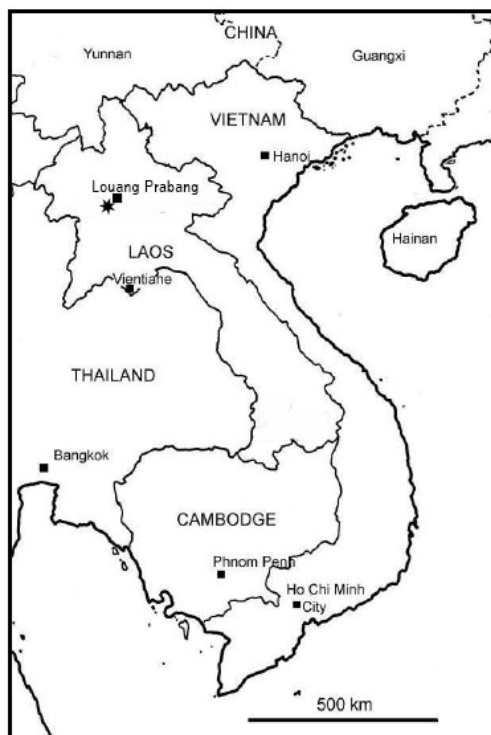 CHINA
Yunnan
Guangxi
VIETNAM
Hanoi
Louang Prabang
Hainan
LAOS
Vientiane
THAILAND
Bangkok
CAMBODGE
Phnom Penh
Ho Chi Minh
City
500 km